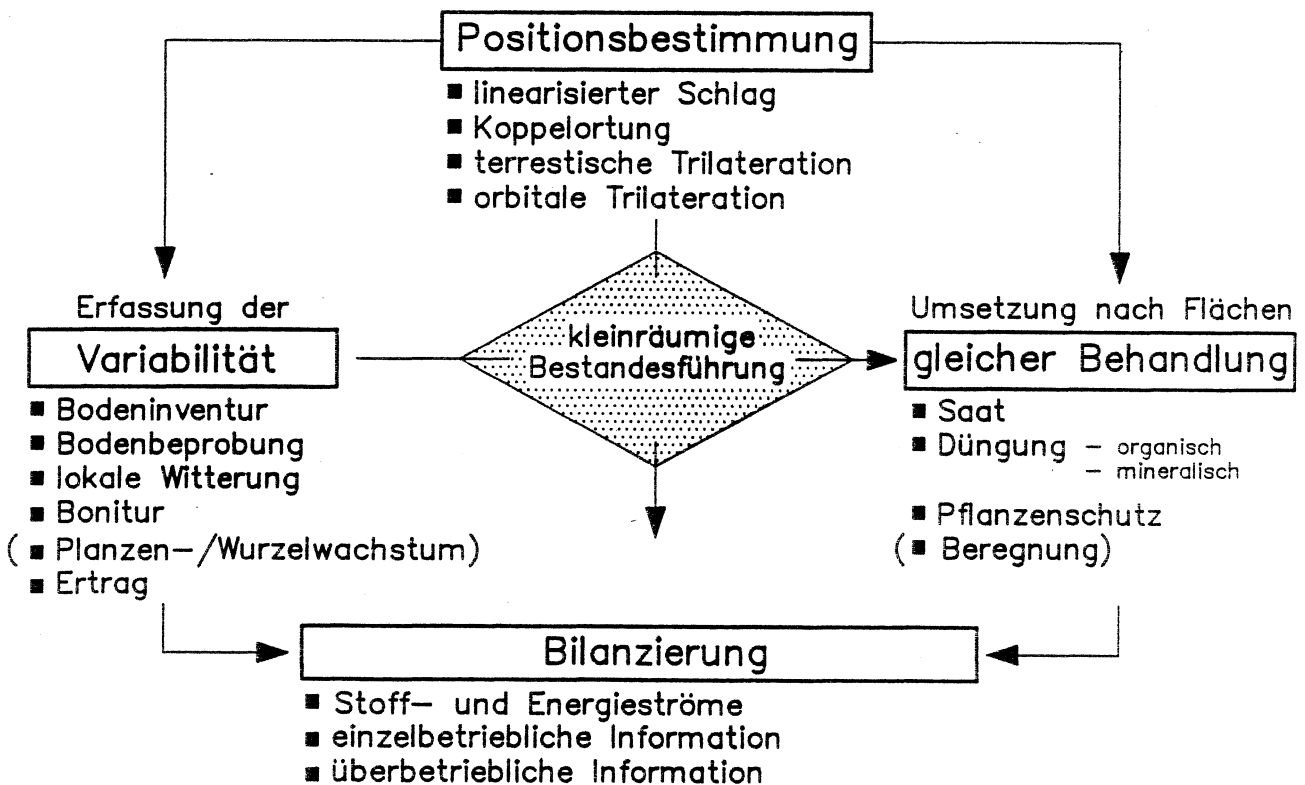 Positionsbestimmung
■ linearisierter Schlag
■ Koppelortung
■ terrestische Trilateration
■ orbitale Trilateration
Erfassung der
Variabilität
■ Bodeninventur
■ Bodenbeprobung
■ lokale Witterung
■ Bonitur
(■ Planzen-/Wurzelwachstum)
■ Ertrag
kleinräumige
Bestandesführung
Umsetzung nach Flächen
gleicher Behandlung
■ Saat
■ Düngung – organisch
– mineralisch
■ Pflanzenschutz
(■ Beregnung)
Bilanzierung
■ Stoff– und Energieströme
■ einzelbetriebliche Information
■ überbetriebliche Information